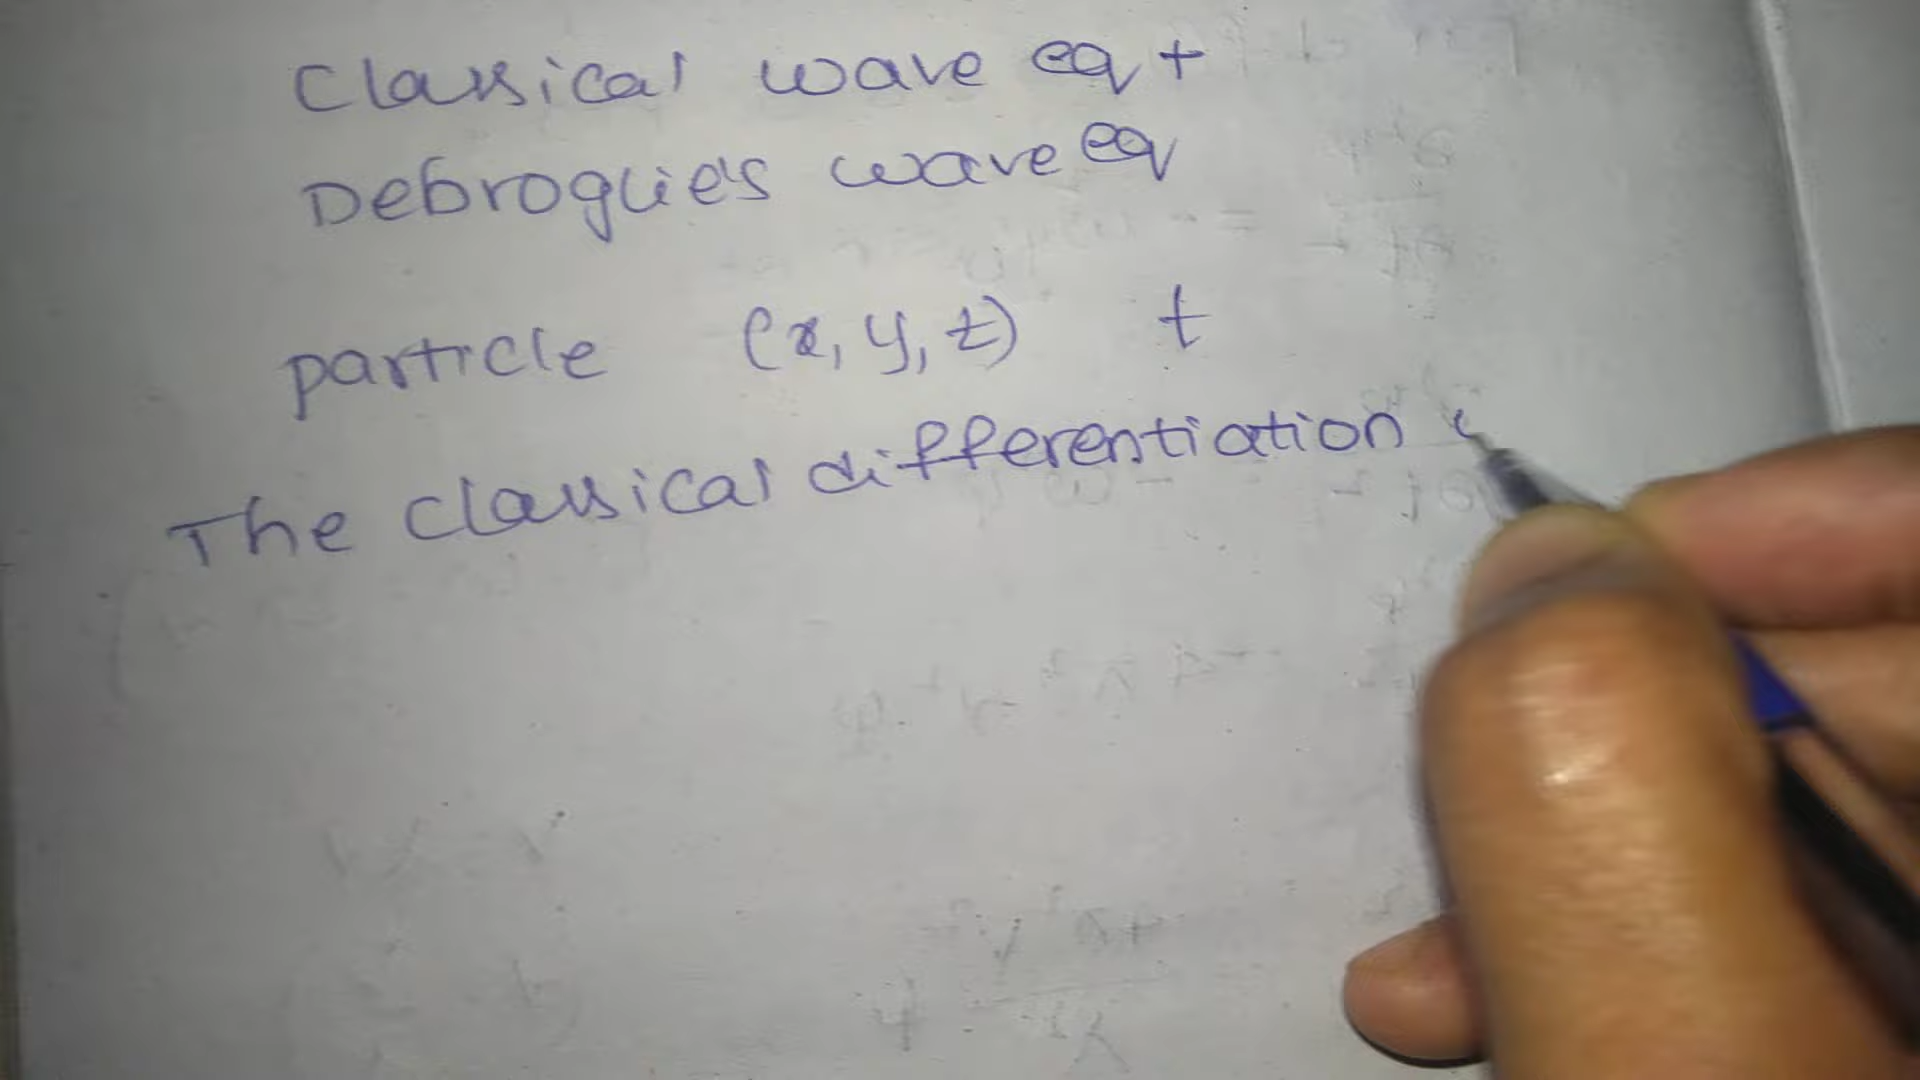 Classical wave eq +
Debroglie's wave eq
particle (x, y, z) t
The classical differentiation